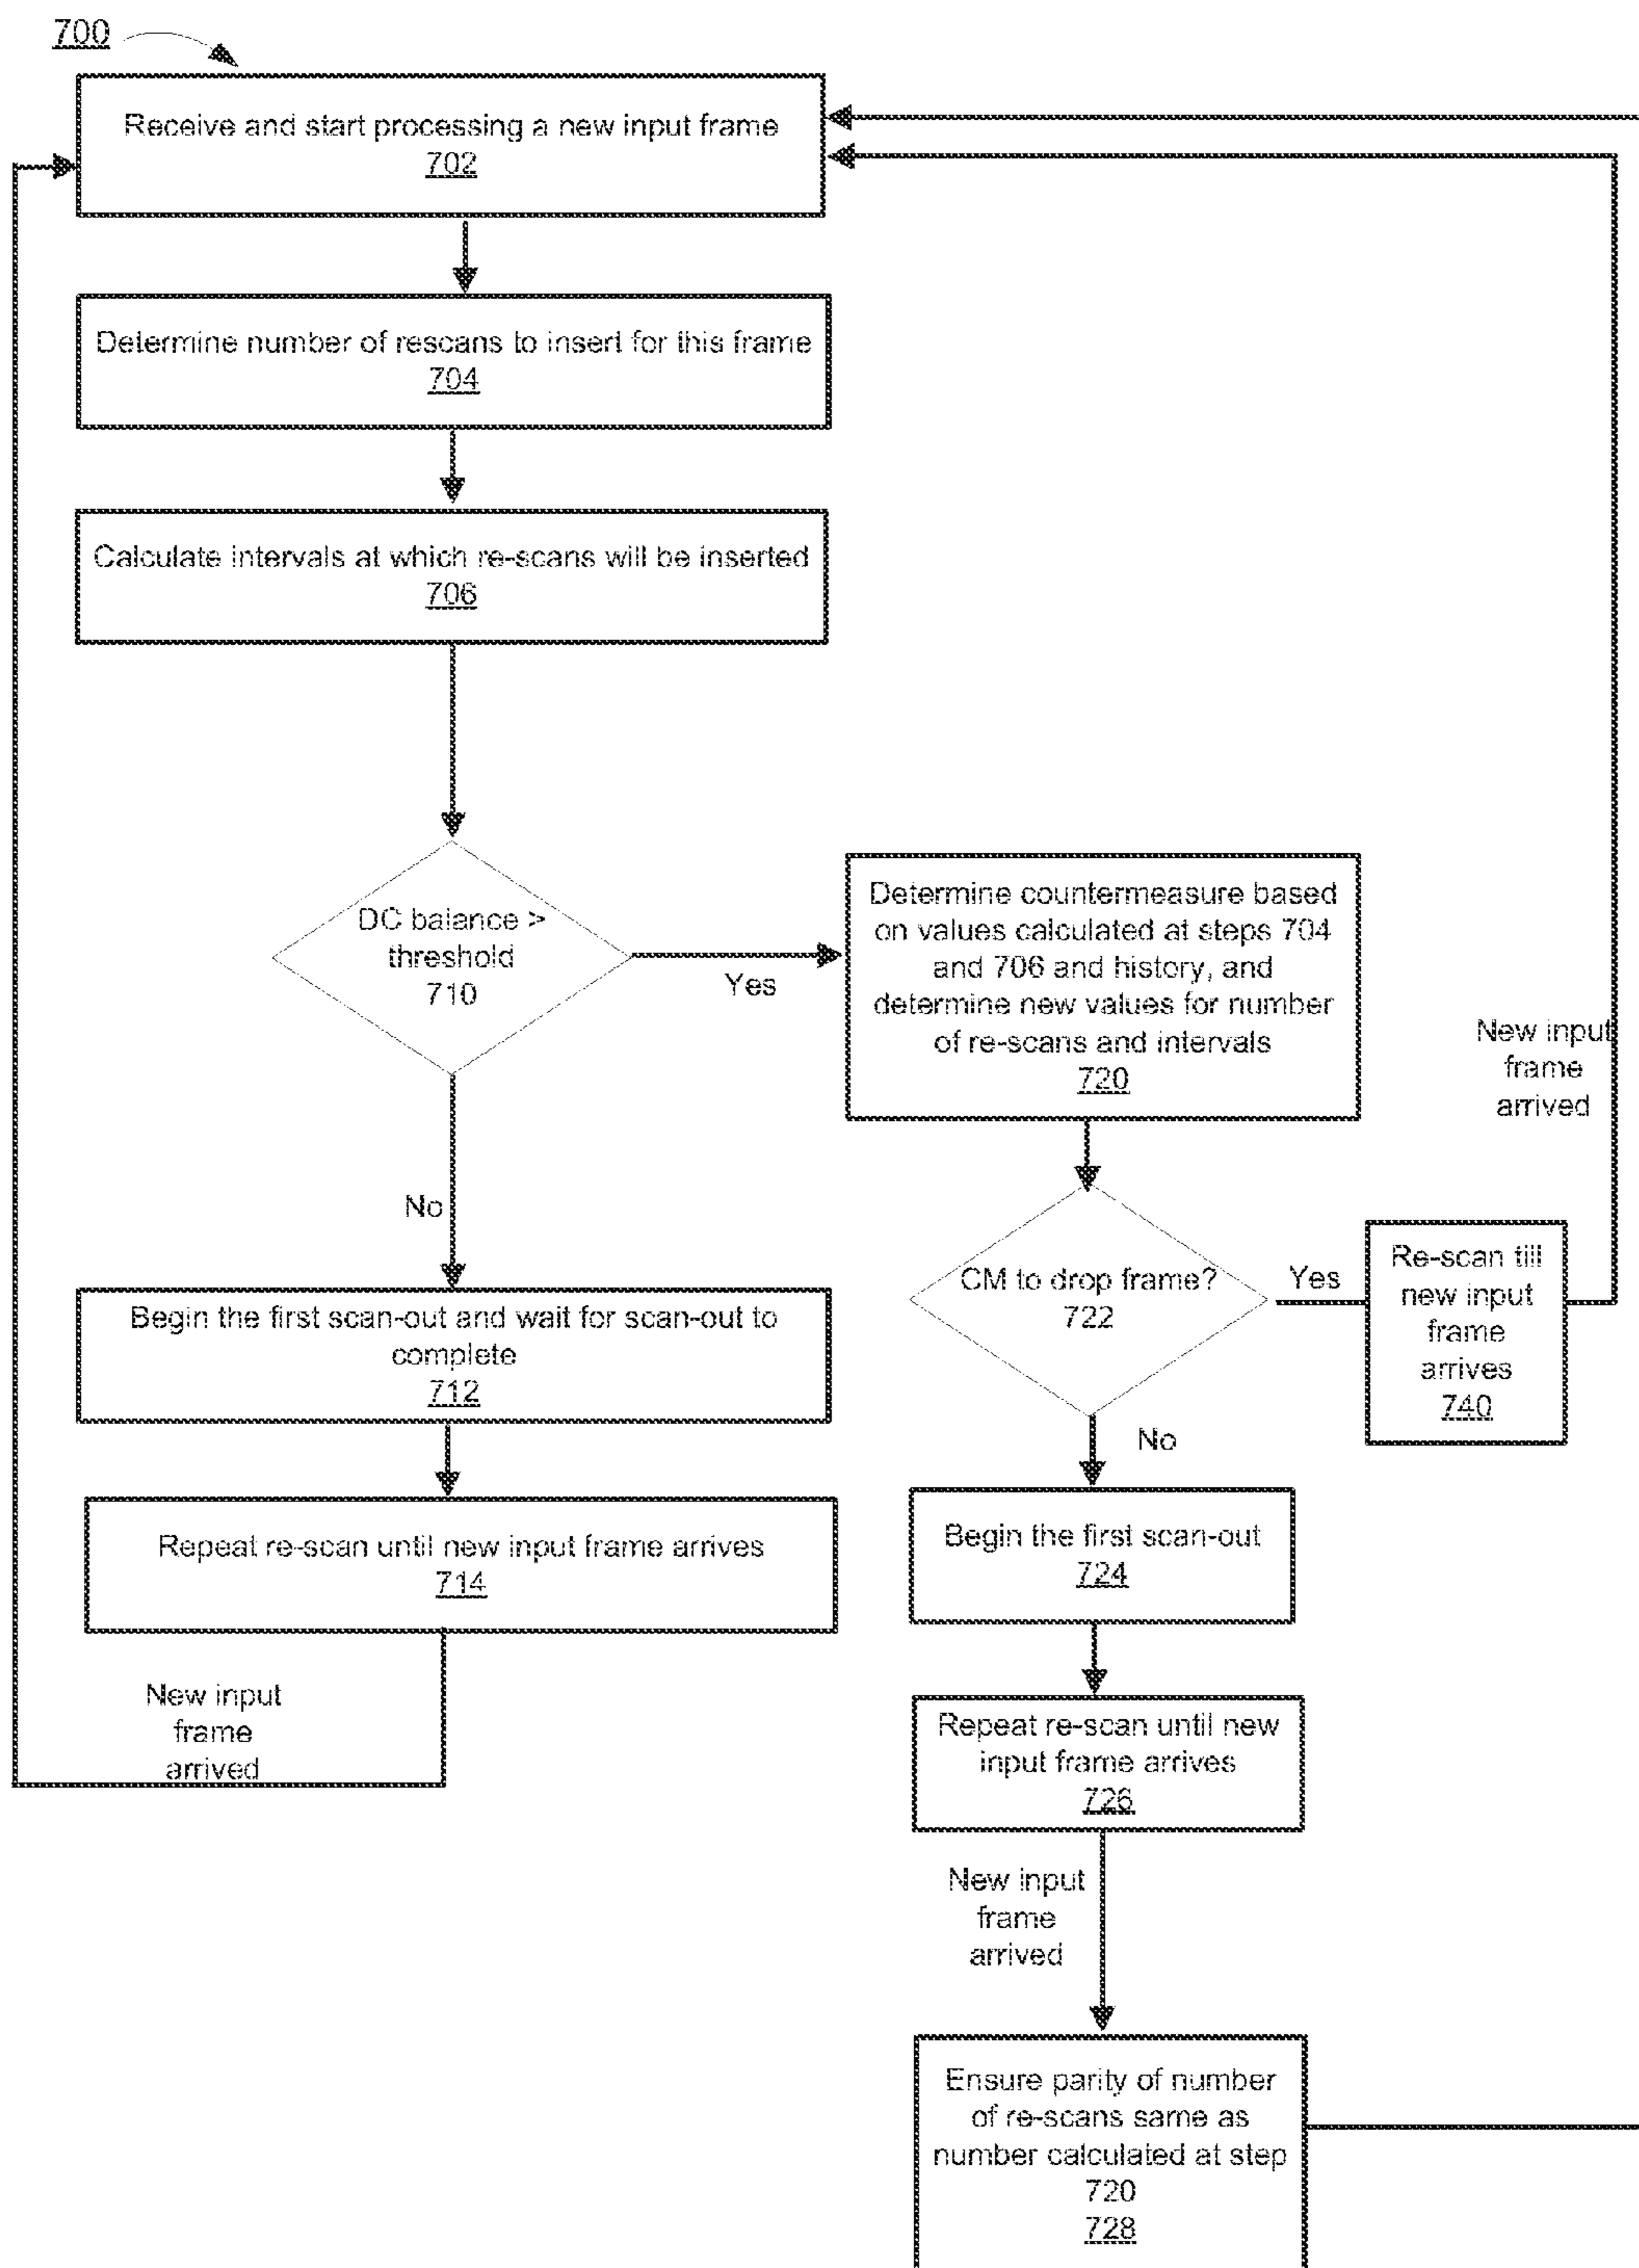 700
Receive and start processing a new input frame
702
Determine number of rescans to insert for this frame
704
Calculate intervals at which re-scans will be inserted
706
DC balance >
threshold
710
Yes
No
Determine countermeasure based
on values calculated at steps 704
and 706 and history, and
determine new values for number
of re-scans and intervals
720
New input
frame
arrived
CM to drop frame?
722
Yes
Re-scan till
new input
frame
arrives
740
No
Begin the first scan-out and wait for scan-out to
complete
712
Repeat re-scan until new input frame arrives
714
New input
frame
arrived
Begin the first scan-out
724
Repeat re-scan until new
input frame arrives
726
New input
frame
arrived
Ensure parity of number
of re-scans same as
number calculated at step
720
728